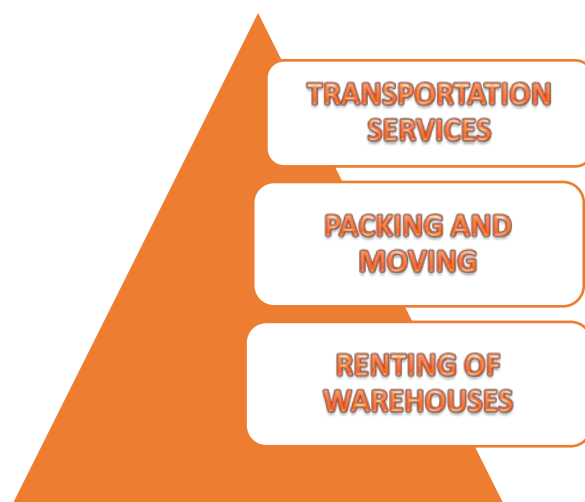 TRANSPORTATION
SERVICES
PACKING AND
MOVING
RENTING OF
WAREHOUSES